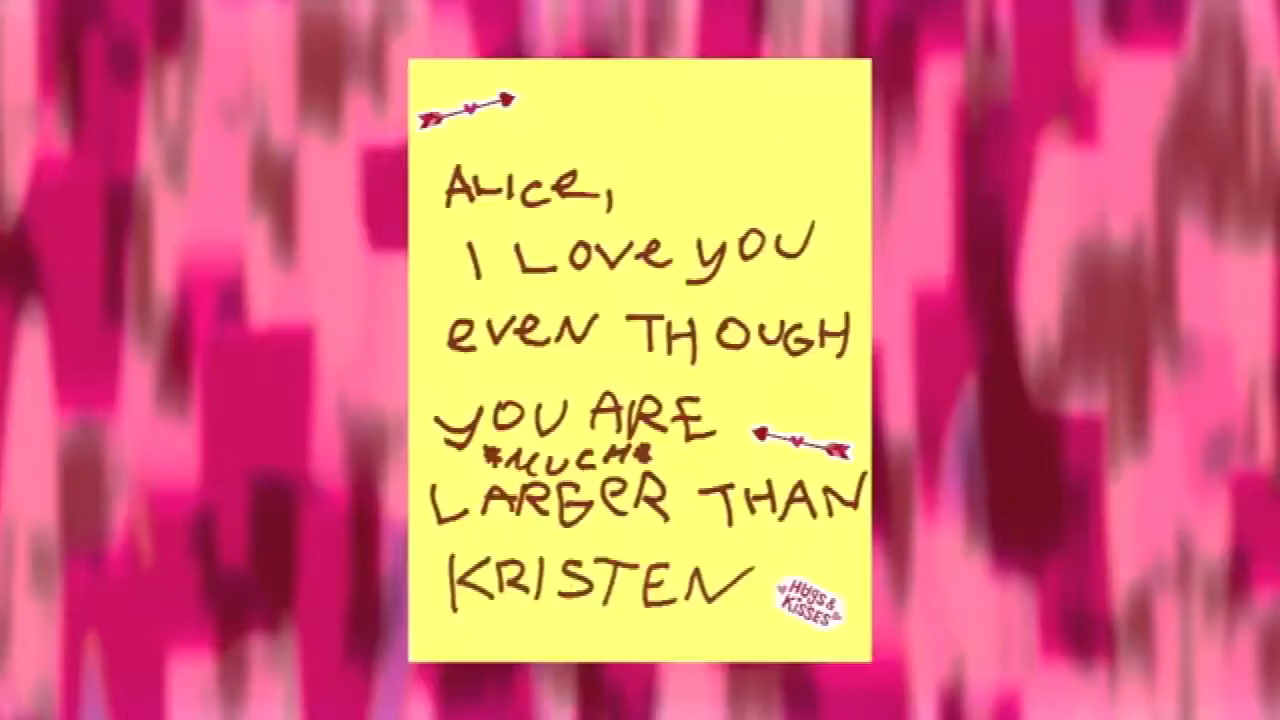 ALICE,
I LOVE YOU
EVEN THOUGH
YOU ARE
*MUCH*
LARGER THAN
KRISTEN
HUGS &
KISSES